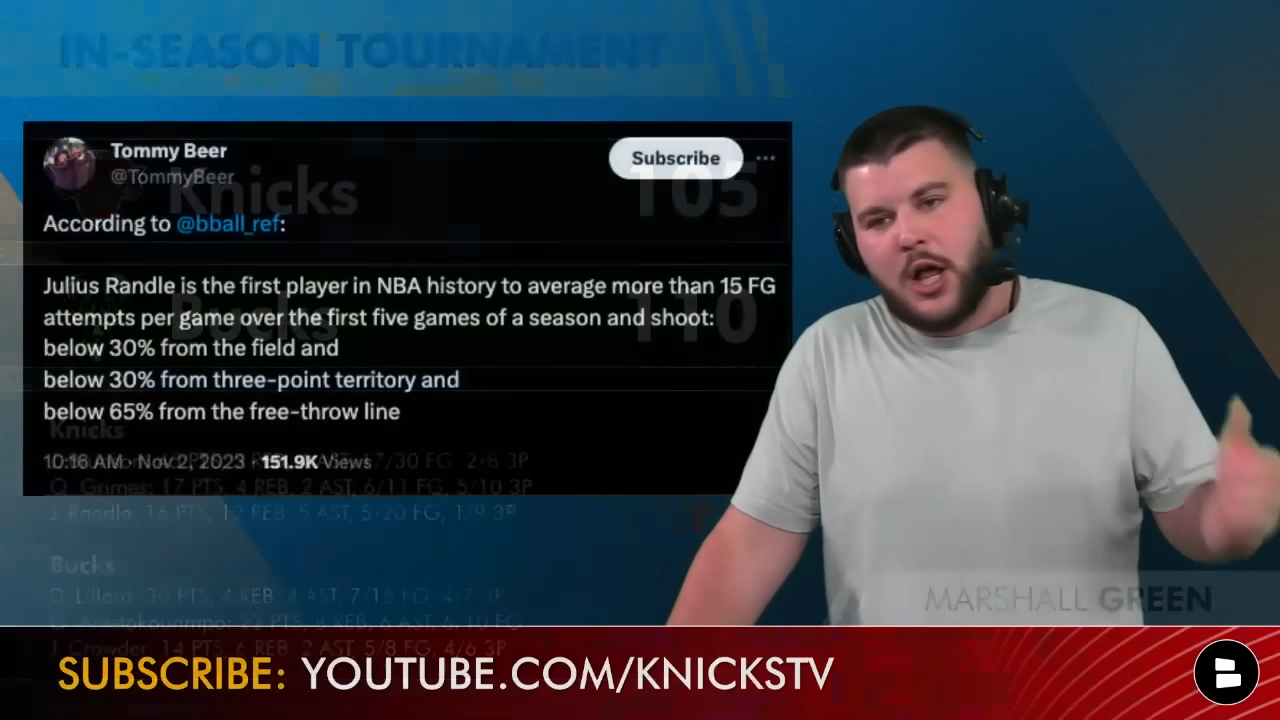 IN-SEASON TOURNAMENT
Tommy Beer
@TommyBeer
Subscribe
Knicks 105
According to @bball_ref:
Julius Randle is the first player in NBA history to average more than 15 FG
attempts per game over the first five games of a season and shoot:
Bucks 110
below 30% from the field and
below 30% from three-point territory and
below 65% from the free-throw line
Knicks
10:16 AM · Nov 2, 2023 · 151.9K Views
7/30 FG 2/8 3P
Q. Grimes: 17 PTS, 4 REB, 2 AST, 6/11 FG, 5/10 3P
J. Randle: 16 PTS, 12 REB, 5 AST, 5/20 FG, 1/9 3P
Bucks
D. Lillard: 30 PTS, 4 REB, 4 AST, 7/15 FG, 4/7 3P
J. Crowder: 14 PTS, 6 REB, 2 AST, 5/8 FG, 4/6 3P
MARSHALL GREEN
SUBSCRIBE: YOUTUBE.COM/KNICKSTV